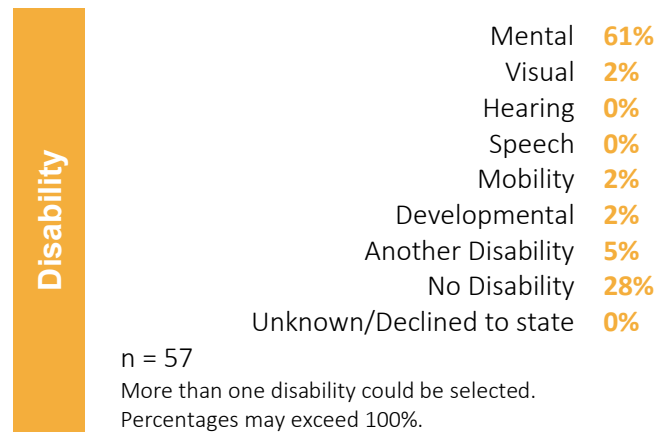 Disability
Mental 61%
Visual 2%
Hearing 0%
Speech 0%
Mobility 2%
Developmental 2%
Another Disability 5%
No Disability 28%
Unknown/Declined to state 0%
n = 57
More than one disability could be selected.
Percentages may exceed 100%.